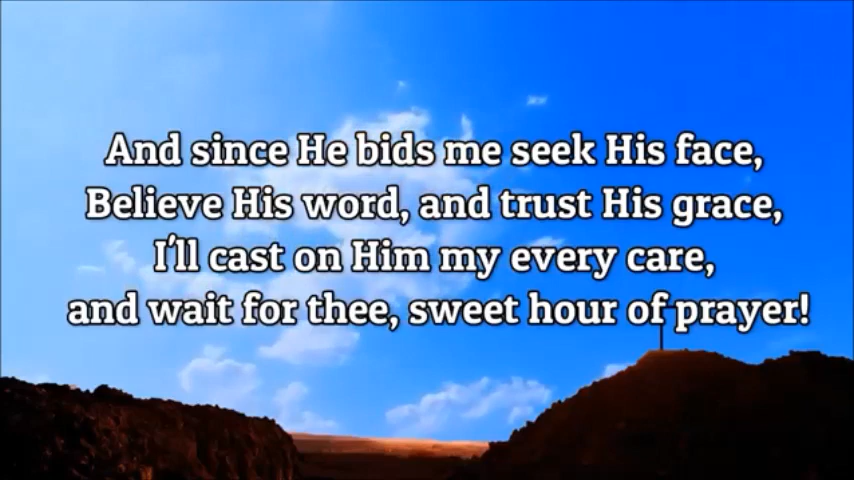 And since He bids me seek His face,
Believe His word, and trust His grace,
I'll cast on Him my every care,
and wait for thee, sweet hour of prayer!